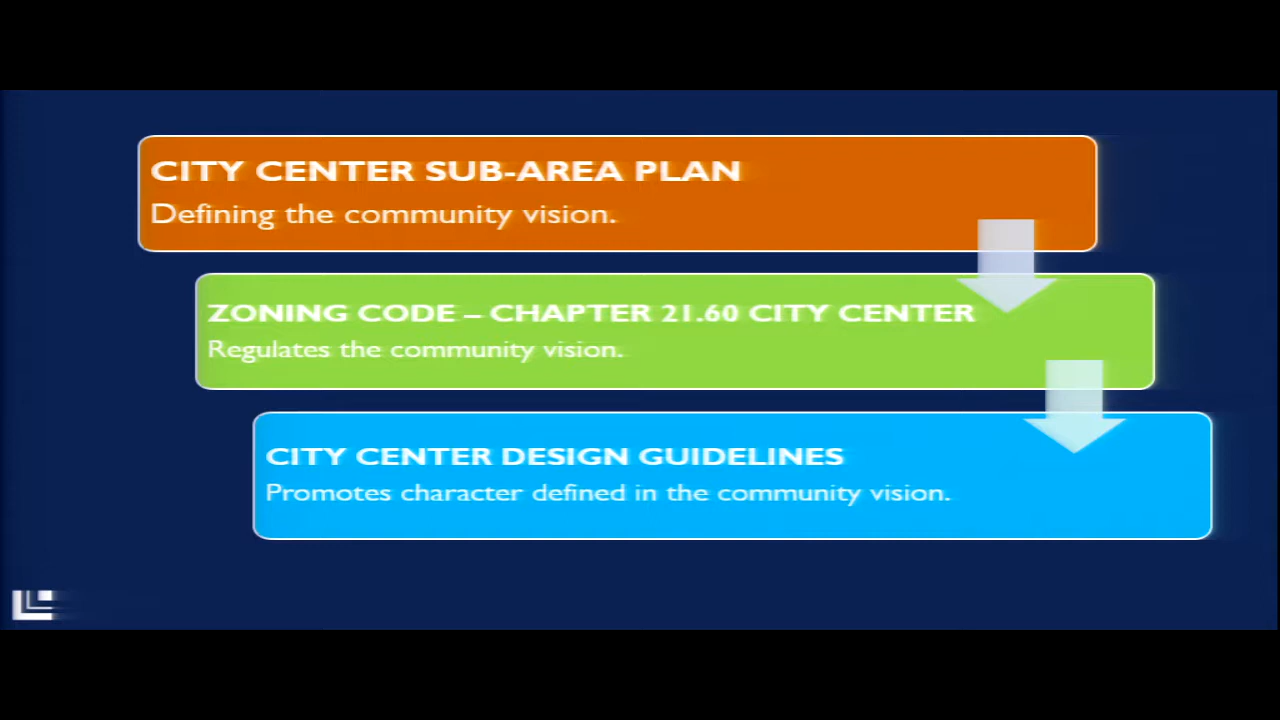 CITY CENTER SUB-AREA PLAN
Defining the community vision.
ZONING CODE – CHAPTER 21.60 CITY CENTER
Regulates the community vision.
CITY CENTER DESIGN GUIDELINES
Promotes character defined in the community vision.